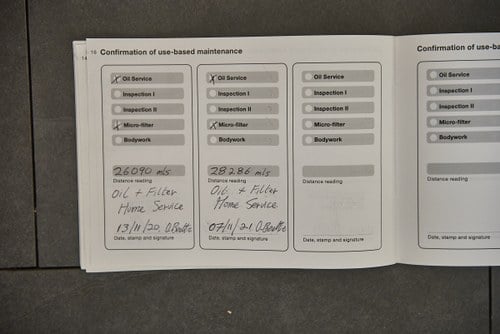 16 Confirmation of use-based maintenance
14
Oil Service
Inspection I
Inspection II
Micro-filter
Bodywork
26090 mls
Distance reading
Oil + Filter
Home Service
13/11/20
Date, stamp and signature
Oil Service
Inspection I
Inspection II
Micro-filter
Bodywork
28286 mls
Distance reading
Oil + Filter
Home Service
07/11/21
Date, stamp and signature
Oil Service
Inspection I
Inspection II
Micro-filter
Bodywork
Distance reading
Date, stamp and signature
Confirmation of use-ba
Oil Service
Inspection I
Inspection II
Micro-filter
Bodywork
Distance reading
Date, stamp and signature